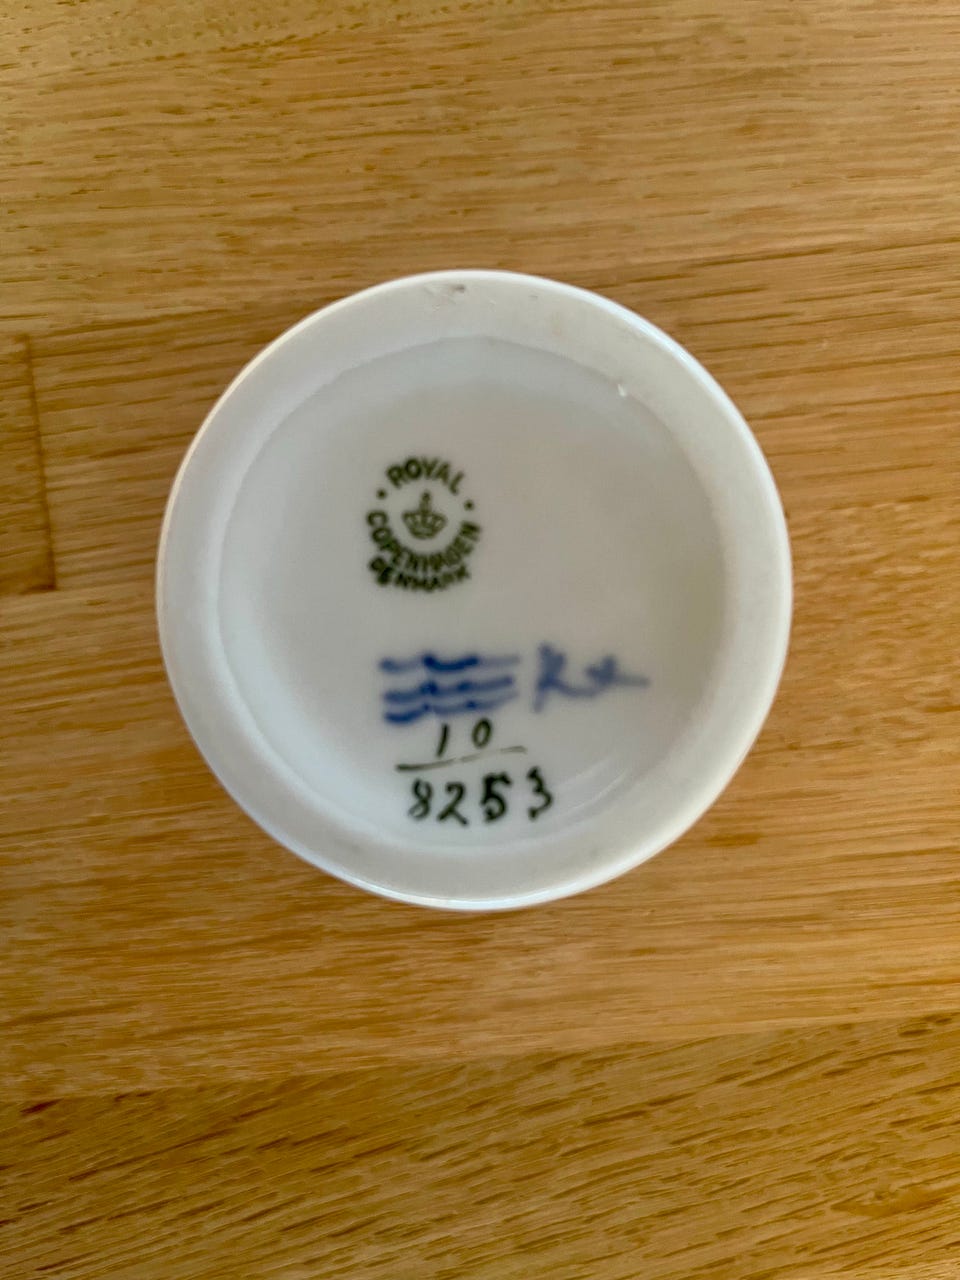 ROYAL
COPENHAGEN
DENMARK
10
8253